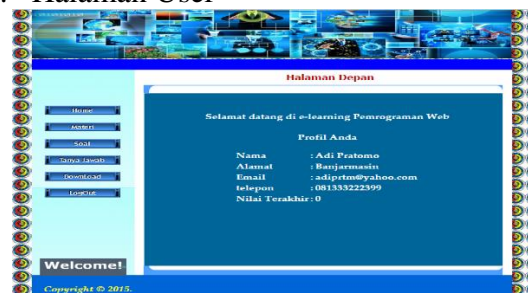 Halaman User
Halaman Depan
Home
Materi
Soal
Tanya Jawab
Download
LogOut
Selamat datang di e-learning Pemrograman Web
Profil Anda
Nama : Adi Pratomo
Alamat : Banjarmasin
Email : adiprtm@yahoo.com
telepon : 081333222399
Nilai Terakhir : 0
Welcome!
Copyright © 2015.